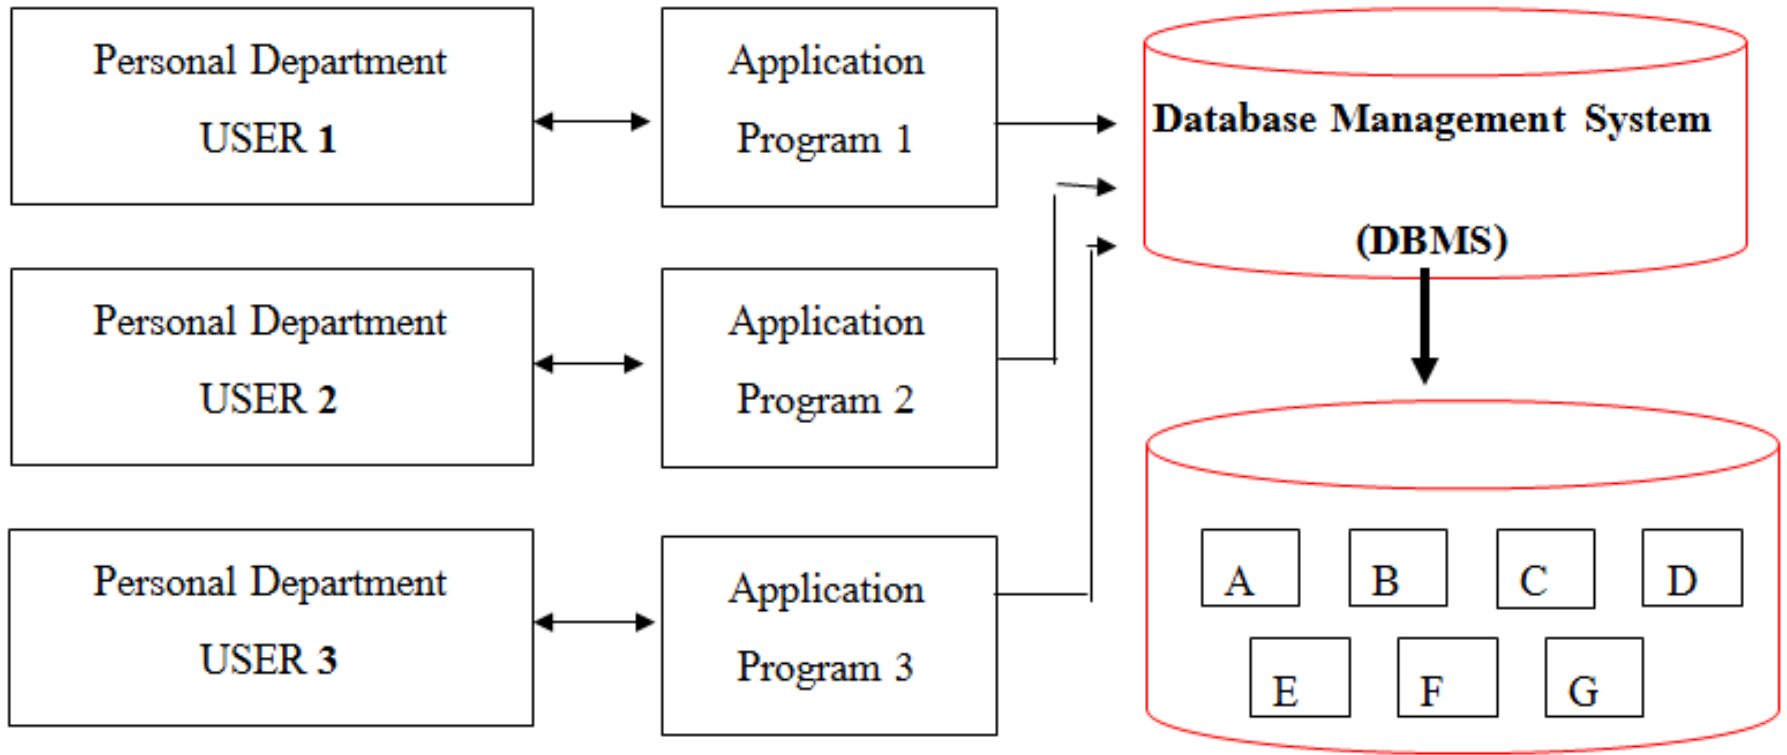 Personal Department
USER 1
Application
Program 1
Database Management System
(DBMS)
Personal Department
USER 2
Application
Program 2
Personal Department
USER 3
Application
Program 3
A B C D
E F G